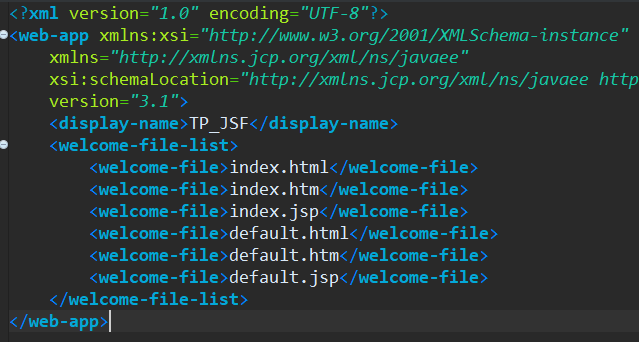 <?xml version="1.0" encoding="UTF-8"?>
<web-app xmlns:xsi="http://www.w3.org/2001/XMLSchema-instance"
xmlns="http://xmlns.jcp.org/xml/ns/javaee"
xsi:schemaLocation="http://xmlns.jcp.org/xml/ns/javaee http
version="3.1">
<display-name>TP_JSF</display-name>
<welcome-file-list>
<welcome-file>index.html</welcome-file>
<welcome-file>index.htm</welcome-file>
<welcome-file>index.jsp</welcome-file>
<welcome-file>default.html</welcome-file>
<welcome-file>default.htm</welcome-file>
<welcome-file>default.jsp</welcome-file>
</welcome-file-list>
</web-app>